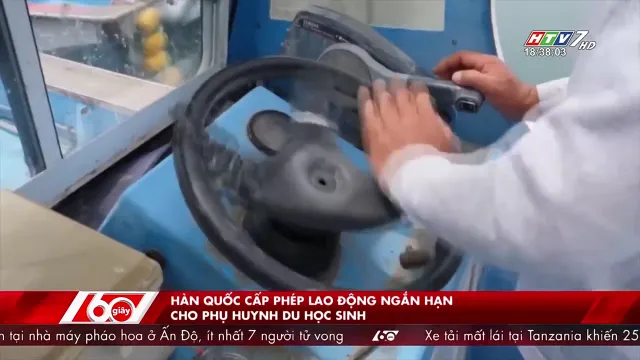 HTV7 HD
18:38:03
60 giây
HÀN QUỐC CẤP PHÉP LAO ĐỘNG NGẮN HẠN
CHO PHỤ HUYNH DU HỌC SINH
n tại nhà máy pháo hoa ở Ấn Độ, ít nhất 7 người tử vong
Xe tải mất lái tại Tanzania khiến 25